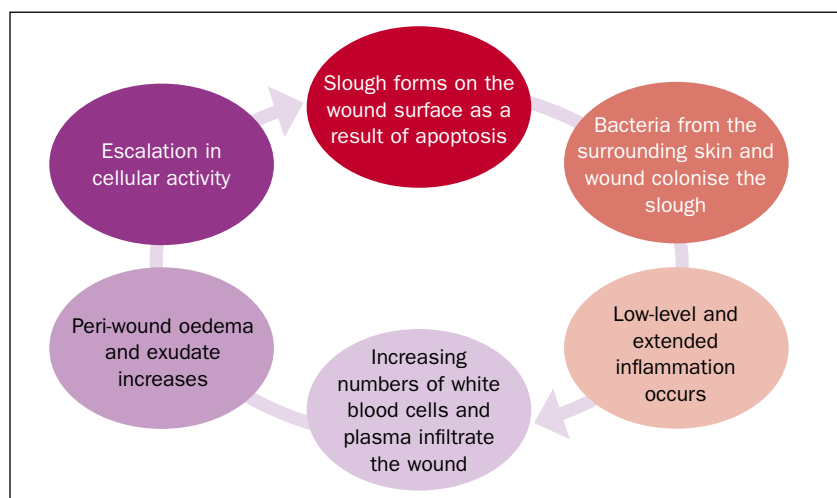 Slough forms on the
wound surface as a
result of apoptosis
Bacteria from the
surrounding skin and
wound colonise the
slough
Low-level and
extended
inflammation
occurs
Increasing
numbers of white
blood cells and
plasma infiltrate
the wound
Peri-wound oedema
and exudate
increases
Escalation in
cellular activity